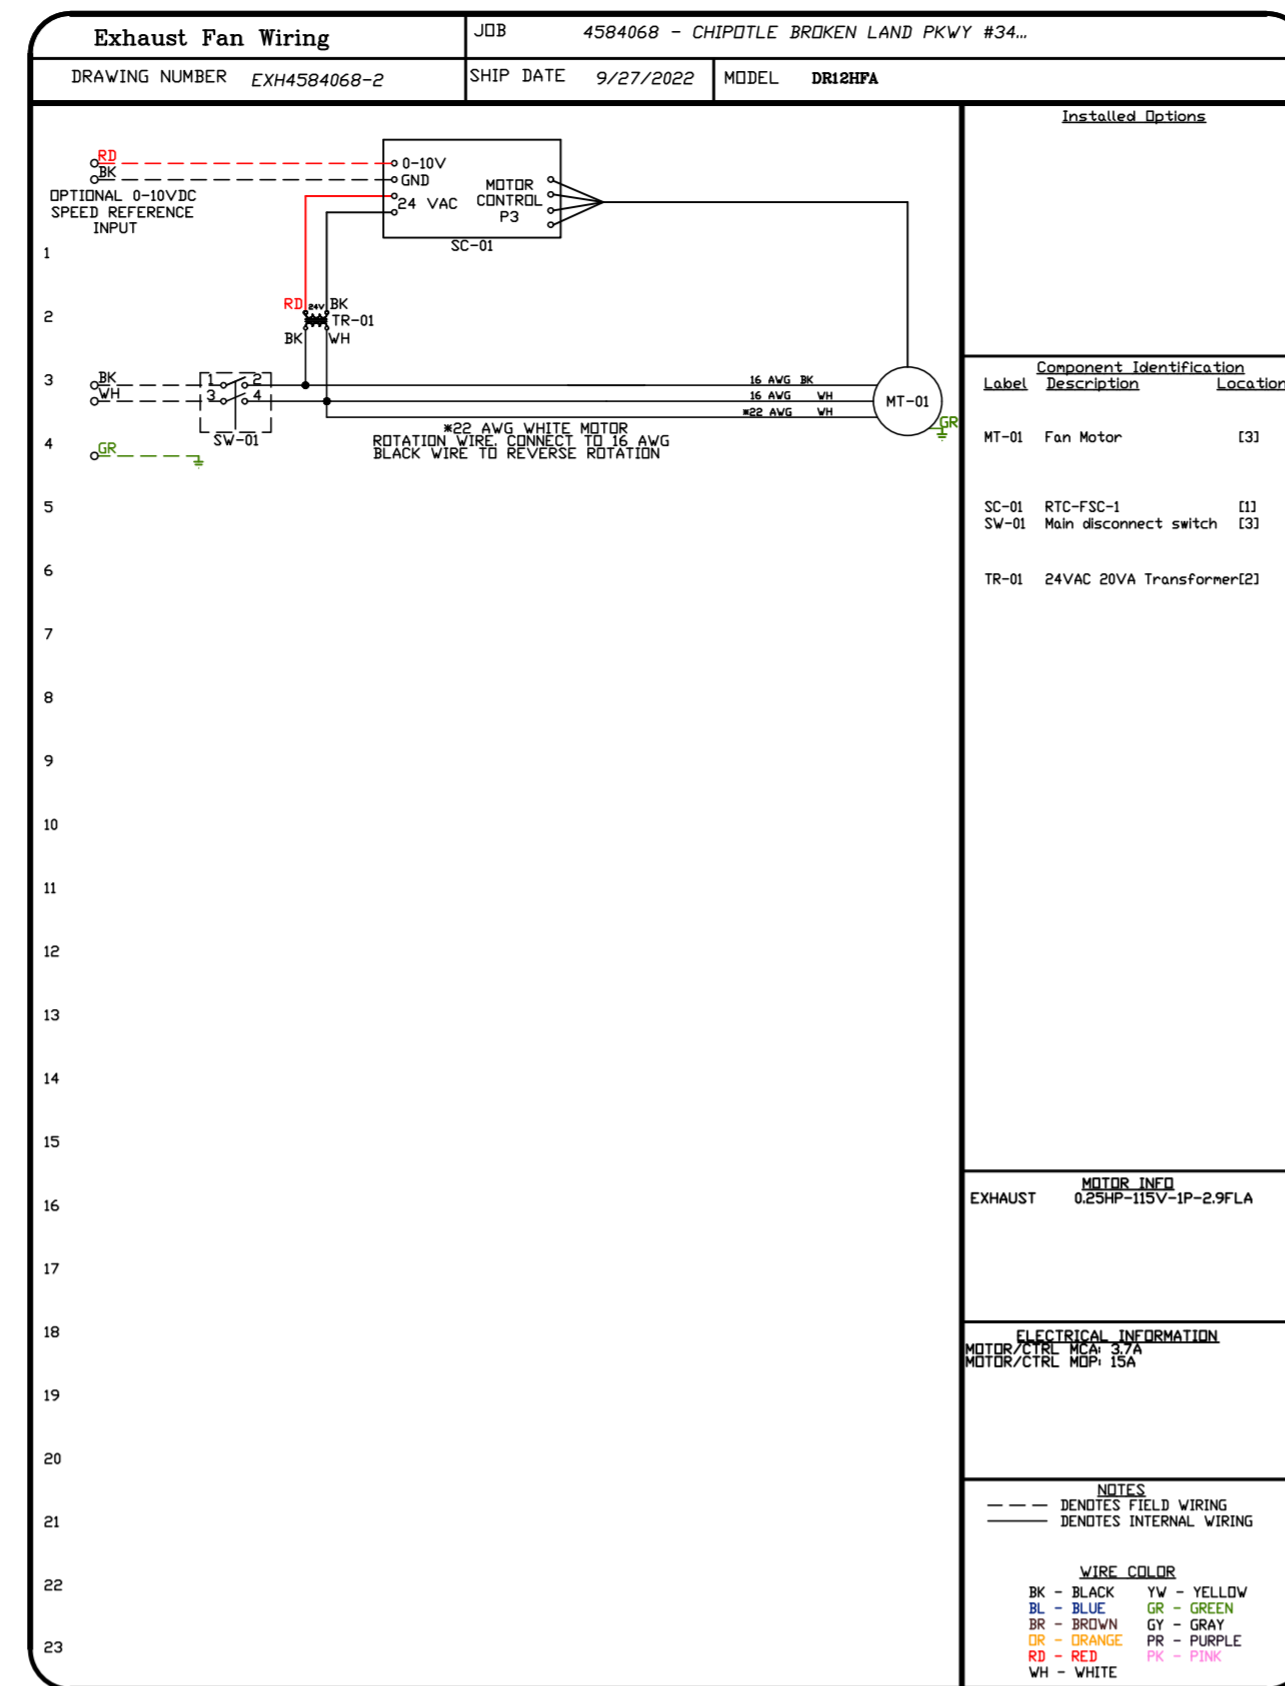 Exhaust Fan Wiring
JOB 4584068 - CHIPOTLE BROKEN LAND PKWY #34...
DRAWING NUMBER EXH4584068-2
SHIP DATE 9/27/2022
MODEL DR12HFA
RD
BK
OPTIONAL 0-10VDC
SPEED REFERENCE
INPUT
0-10V
GND
24 VAC
MOTOR
CONTROL
P3
SC-01
RD 24V BK
TR-01
BK WH
BK
WH
1 2
3 4
SW-01
GR
16 AWG BK
16 AWG WH
*22 AWG WH
MT-01
GR
*22 AWG WHITE MOTOR
ROTATION WIRE. CONNECT TO 16 AWG
BLACK WIRE TO REVERSE ROTATION
1
2
3
4
5
6
7
8
9
10
11
12
13
14
15
16
17
18
19
20
21
22
23
Installed Options
Component Identification
Label Description Location
MT-01 Fan Motor [3]
SC-01 RTC-FSC-1 [1]
SW-01 Main disconnect switch [3]
TR-01 24VAC 20VA Transformer[2]
MOTOR INFO
EXHAUST 0.25HP-115V-1P-2.9FLA
ELECTRICAL INFORMATION
MOTOR/CTRL MCA: 3.7A
MOTOR/CTRL MOP: 15A
NOTES
DENOTES FIELD WIRING
DENOTES INTERNAL WIRING
WIRE COLOR
BK - BLACK YW - YELLOW
BL - BLUE GR - GREEN
BR - BROWN GY - GRAY
OR - ORANGE PR - PURPLE
RD - RED PK - PINK
WH - WHITE